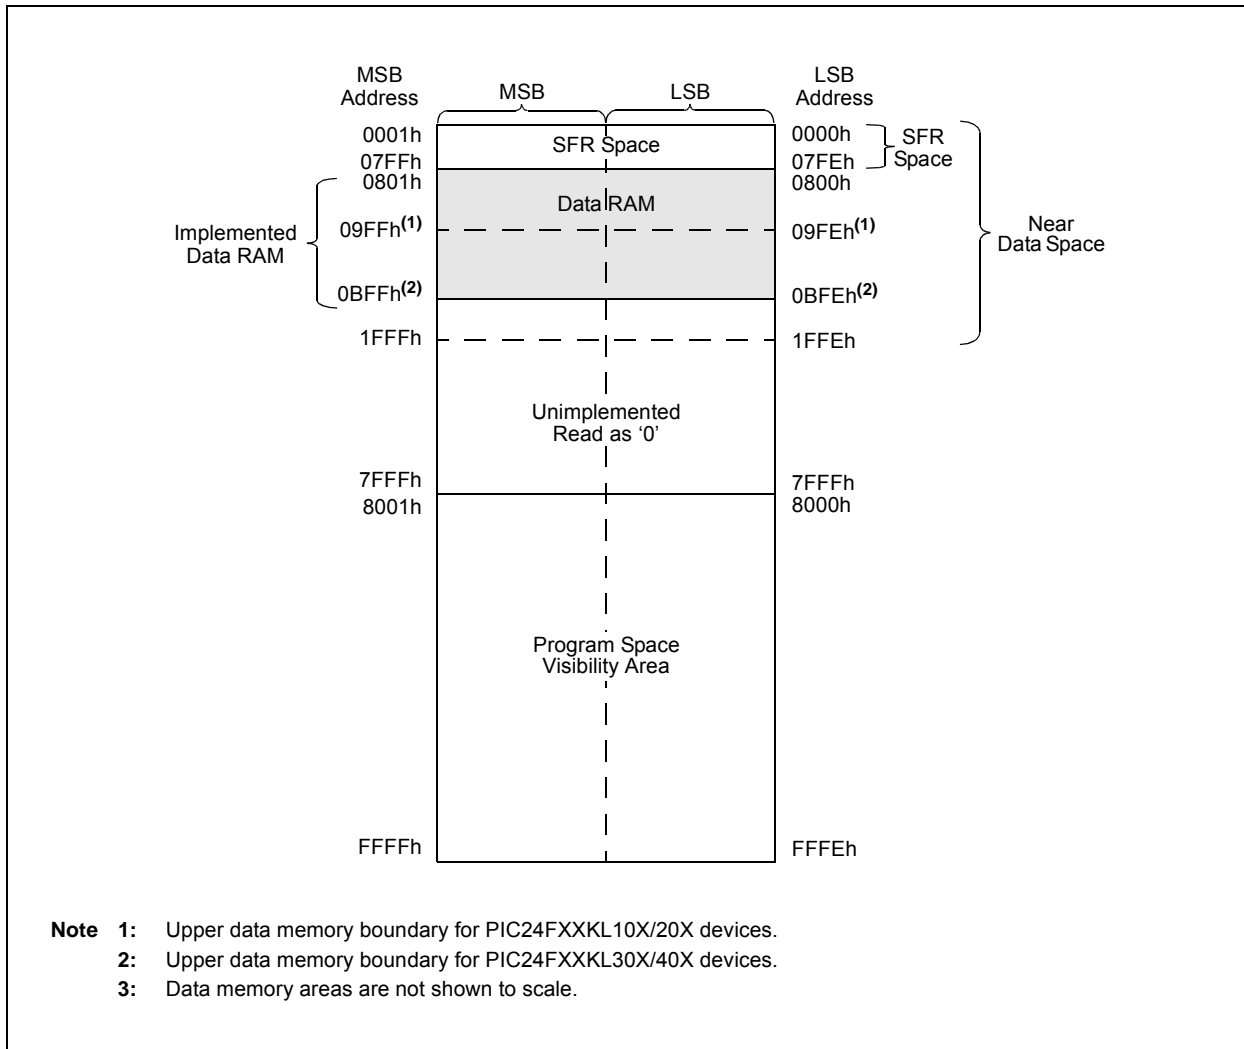 MSB
Address
MSB
LSB
LSB
Address
0001h
SFR Space
0000h
SFR
Space
07FFh
07FEh
0801h
0800h
Implemented
Data RAM
Data RAM
09FFh(1)
09FEh(1)
Near
Data Space
0BFFh(2)
0BFEh(2)
1FFFh
1FFEh
Unimplemented
Read as ‘0’
7FFFh
7FFFh
8001h
8000h
Program Space
Visibility Area
FFFFh
FFFEh
Note 1: Upper data memory boundary for PIC24FXXKL10X/20X devices.
2: Upper data memory boundary for PIC24FXXKL30X/40X devices.
3: Data memory areas are not shown to scale.